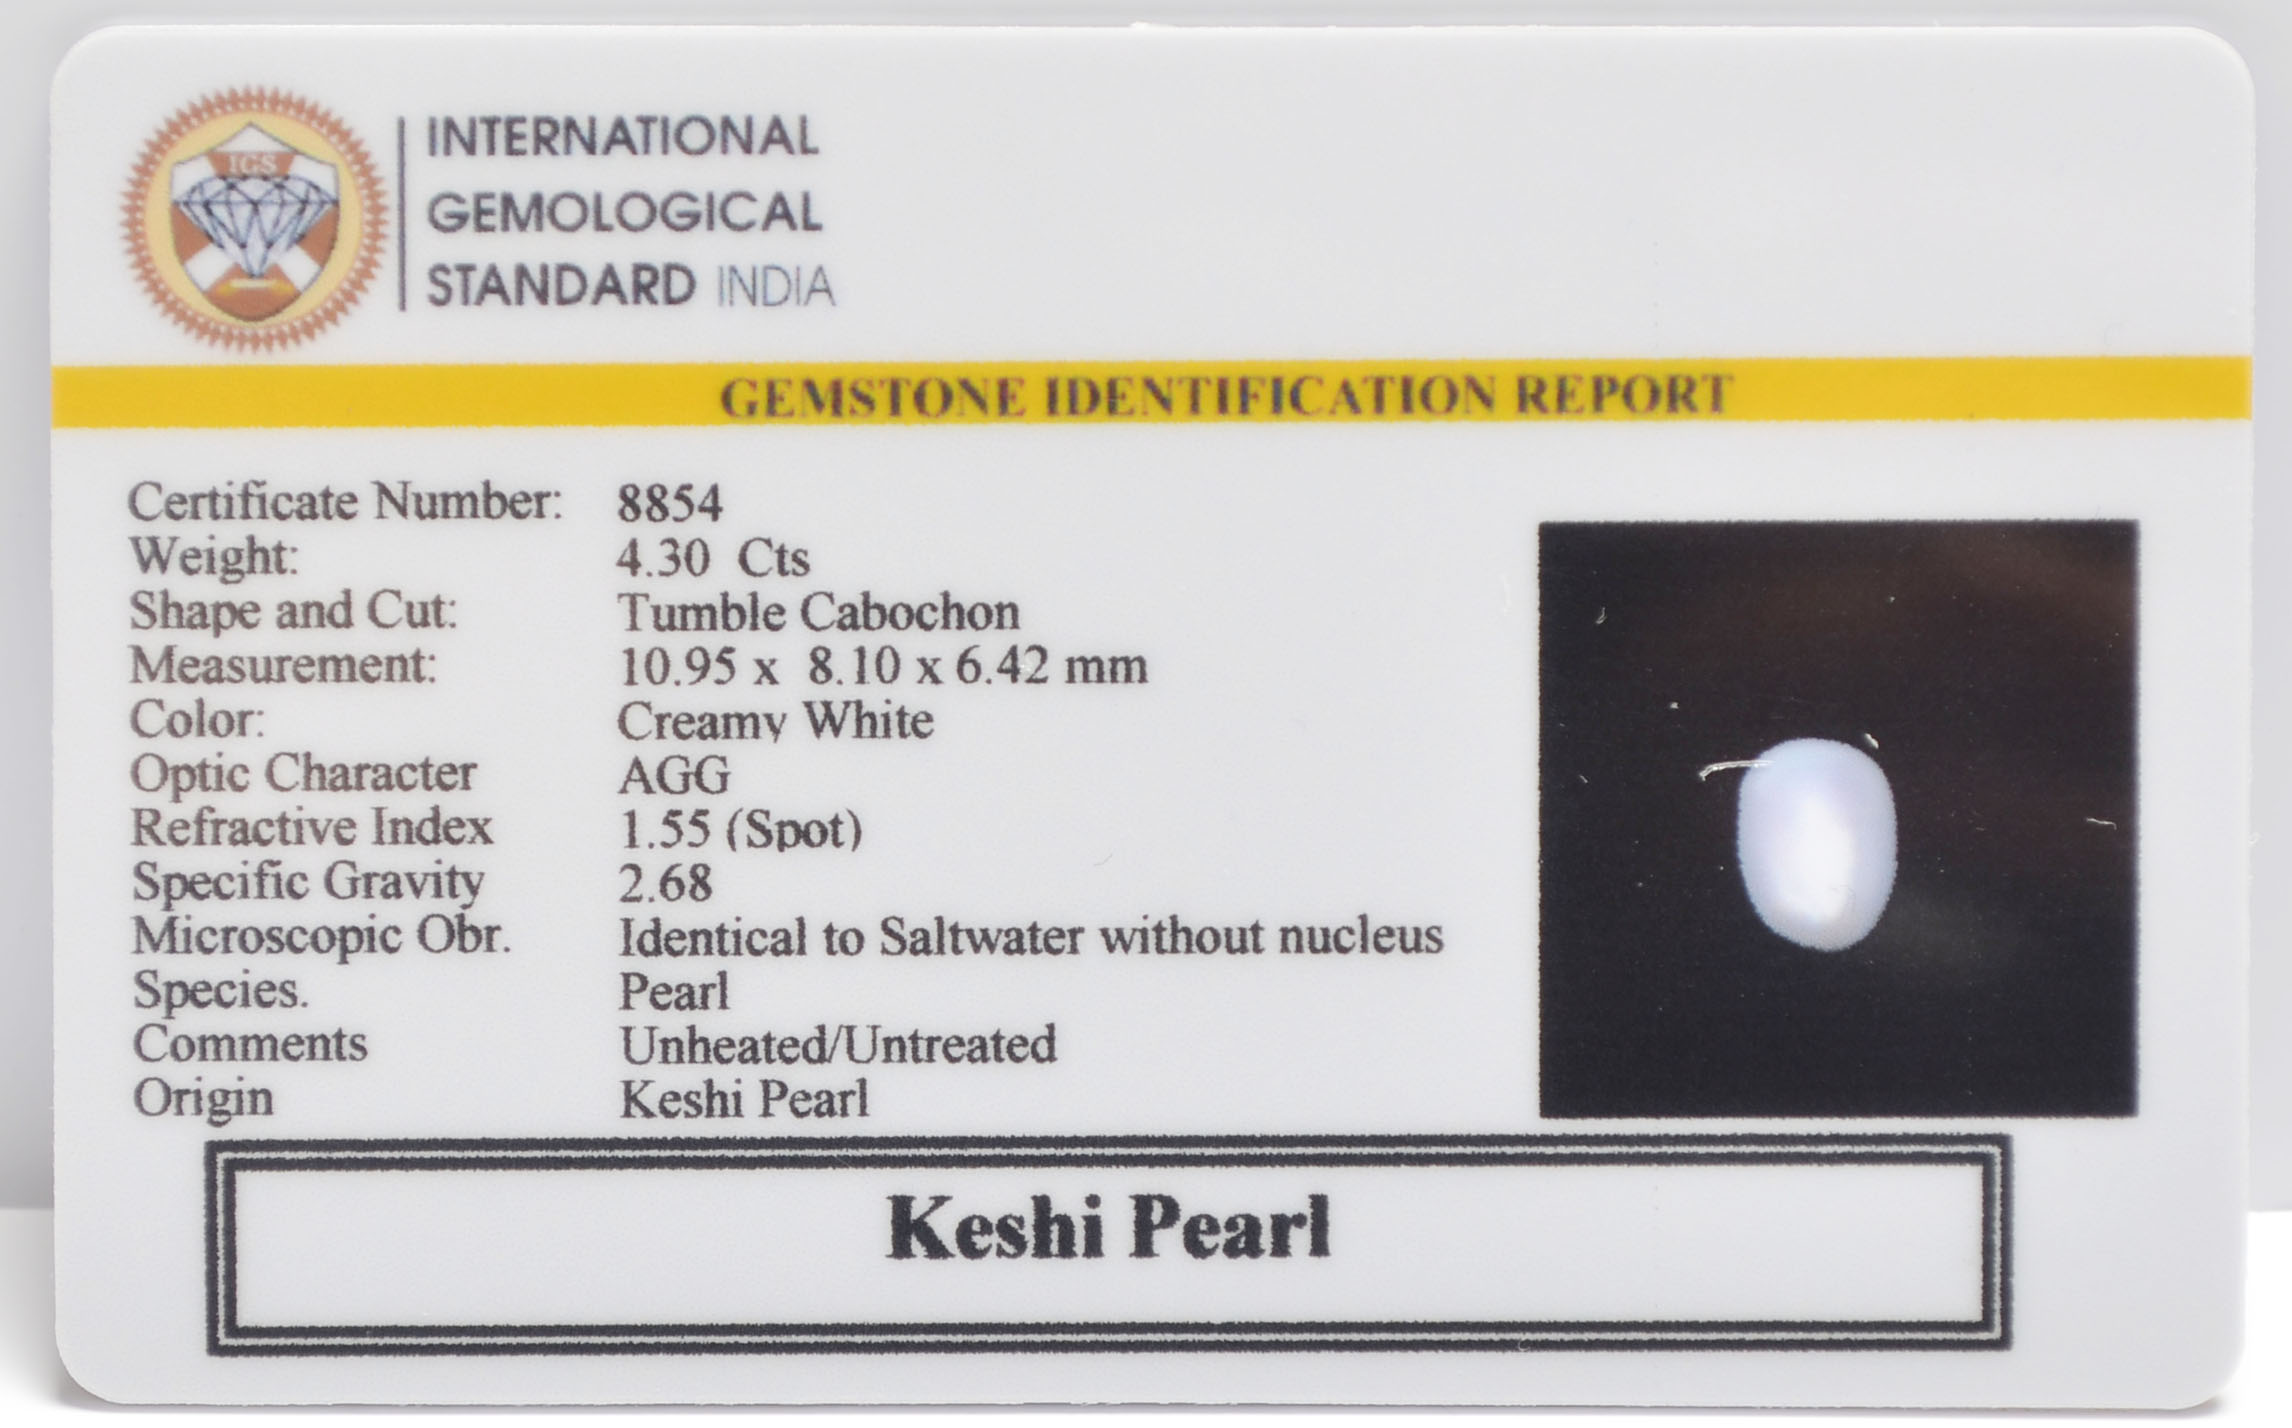 IGS
INTERNATIONAL
GEMOLOGICAL
STANDARD INDIA
GEMSTONE IDENTIFICATION REPORT
Certificate Number: 8854
Weight: 4.30 Cts
Shape and Cut: Tumble Cabochon
Measurement: 10.95 x 8.10 x 6.42 mm
Color: Creamy White
Optic Character AGG
Refractive Index 1.55 (Spot)
Specific Gravity 2.68
Microscopic Obr. Identical to Saltwater without nucleus
Species. Pearl
Comments Unheated/Untreated
Origin Keshi Pearl
Keshi Pearl